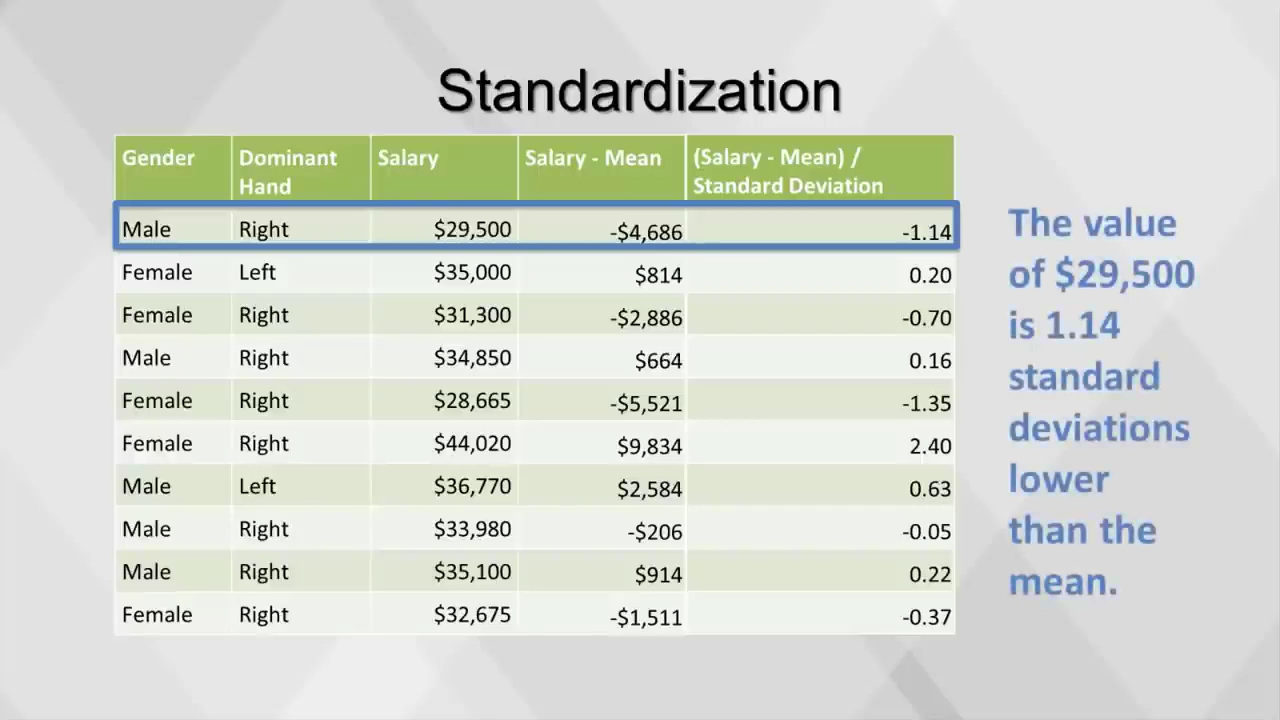 Standardization
Gender Dominant Hand Salary Salary - Mean (Salary - Mean) / Standard Deviation
Male Right $29,500 -$4,686 -1.14
Female Left $35,000 $814 0.20
Female Right $31,300 -$2,886 -0.70
Male Right $34,850 $664 0.16
Female Right $28,665 -$5,521 -1.35
Female Right $44,020 $9,834 2.40
Male Left $36,770 $2,584 0.63
Male Right $33,980 -$206 -0.05
Male Right $35,100 $914 0.22
Female Right $32,675 -$1,511 -0.37
The value
of $29,500
is 1.14
standard
deviations
lower
than the
mean.